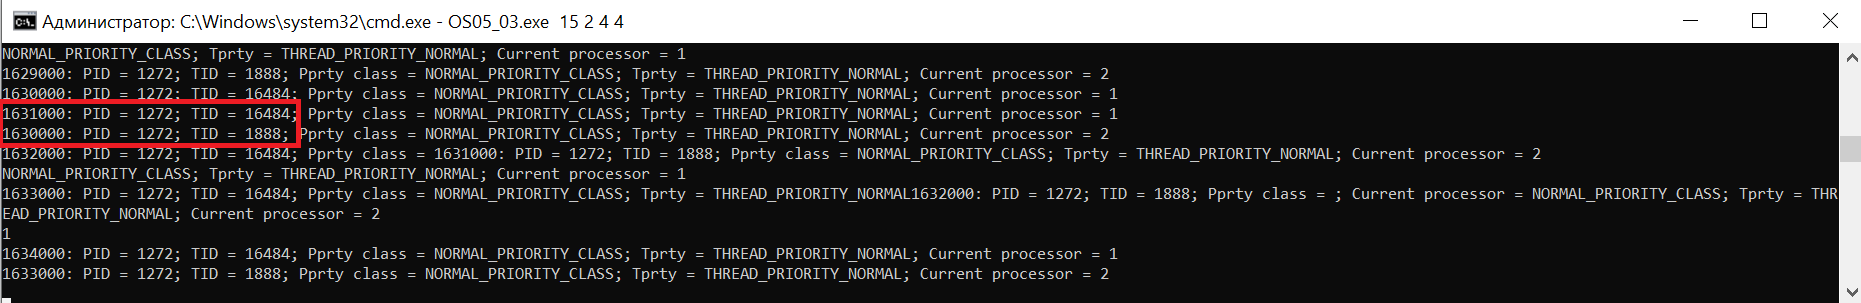 Администратор: C:\Windows\system32\cmd.exe - OS05_03.exe  15 2 4 4
NORMAL_PRIORITY_CLASS; Tprty = THREAD_PRIORITY_NORMAL; Current processor = 1
1629000: PID = 1272; TID = 1888; Pprty class = NORMAL_PRIORITY_CLASS; Tprty = THREAD_PRIORITY_NORMAL; Current processor = 2
1630000: PID = 1272; TID = 16484; Pprty class = NORMAL_PRIORITY_CLASS; Tprty = THREAD_PRIORITY_NORMAL; Current processor = 1
1631000: PID = 1272; TID = 16484; Pprty class = NORMAL_PRIORITY_CLASS; Tprty = THREAD_PRIORITY_NORMAL; Current processor = 1
1630000: PID = 1272; TID = 1888; Pprty class = NORMAL_PRIORITY_CLASS; Tprty = THREAD_PRIORITY_NORMAL; Current processor = 2
1632000: PID = 1272; TID = 16484; Pprty class = 1631000: PID = 1272; TID = 1888; Pprty class = NORMAL_PRIORITY_CLASS; Tprty = THREAD_PRIORITY_NORMAL; Current processor = 2
NORMAL_PRIORITY_CLASS; Tprty = THREAD_PRIORITY_NORMAL; Current processor = 1
1633000: PID = 1272; TID = 16484; Pprty class = NORMAL_PRIORITY_CLASS; Tprty = THREAD_PRIORITY_NORMAL1632000: PID = 1272; TID = 1888; Pprty class = ; Current processor = NORMAL_PRIORITY_CLASS; Tprty = THR
EAD_PRIORITY_NORMAL; Current processor = 2
1
1634000: PID = 1272; TID = 16484; Pprty class = NORMAL_PRIORITY_CLASS; Tprty = THREAD_PRIORITY_NORMAL; Current processor = 1
1633000: PID = 1272; TID = 1888; Pprty class = NORMAL_PRIORITY_CLASS; Tprty = THREAD_PRIORITY_NORMAL; Current processor = 2